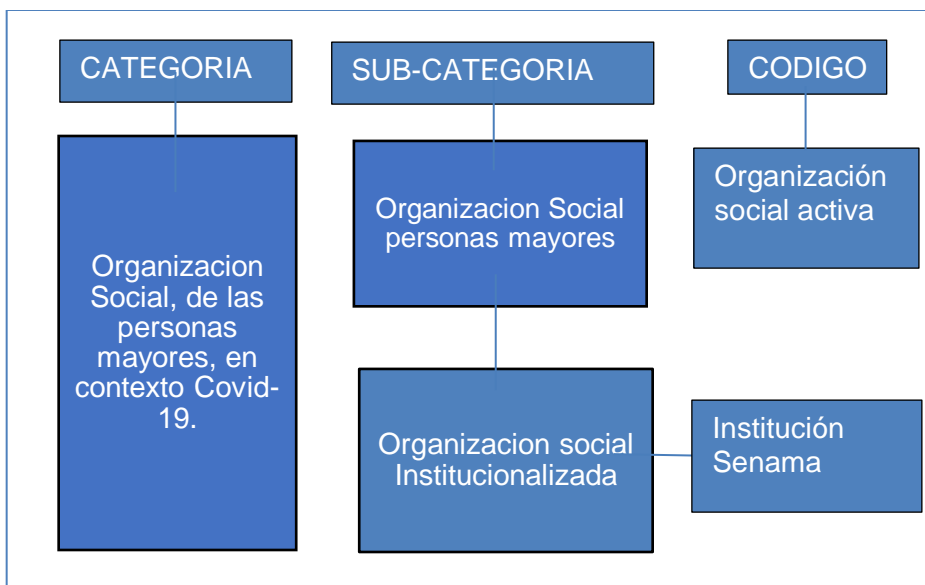 CATEGORIA
SUB-CATEGORIA
CODIGO
Organizacion
Social, de las
personas
mayores, en
contexto Covid-
19.
Organizacion Social
personas mayores
Organización
social activa
Organizacion social
Institucionalizada
Institución
Senama